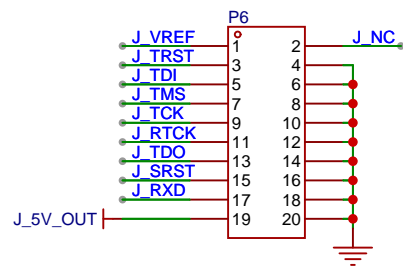 P6
J_VREF 1 2 J_NC
J_TRST 3 4
J_TDI 5 6
J_TMS 7 8
J_TCK 9 10
J_RTCK 11 12
J_TDO 13 14
J_SRST 15 16
J_RXD 17 18
J_5V_OUT 19 20